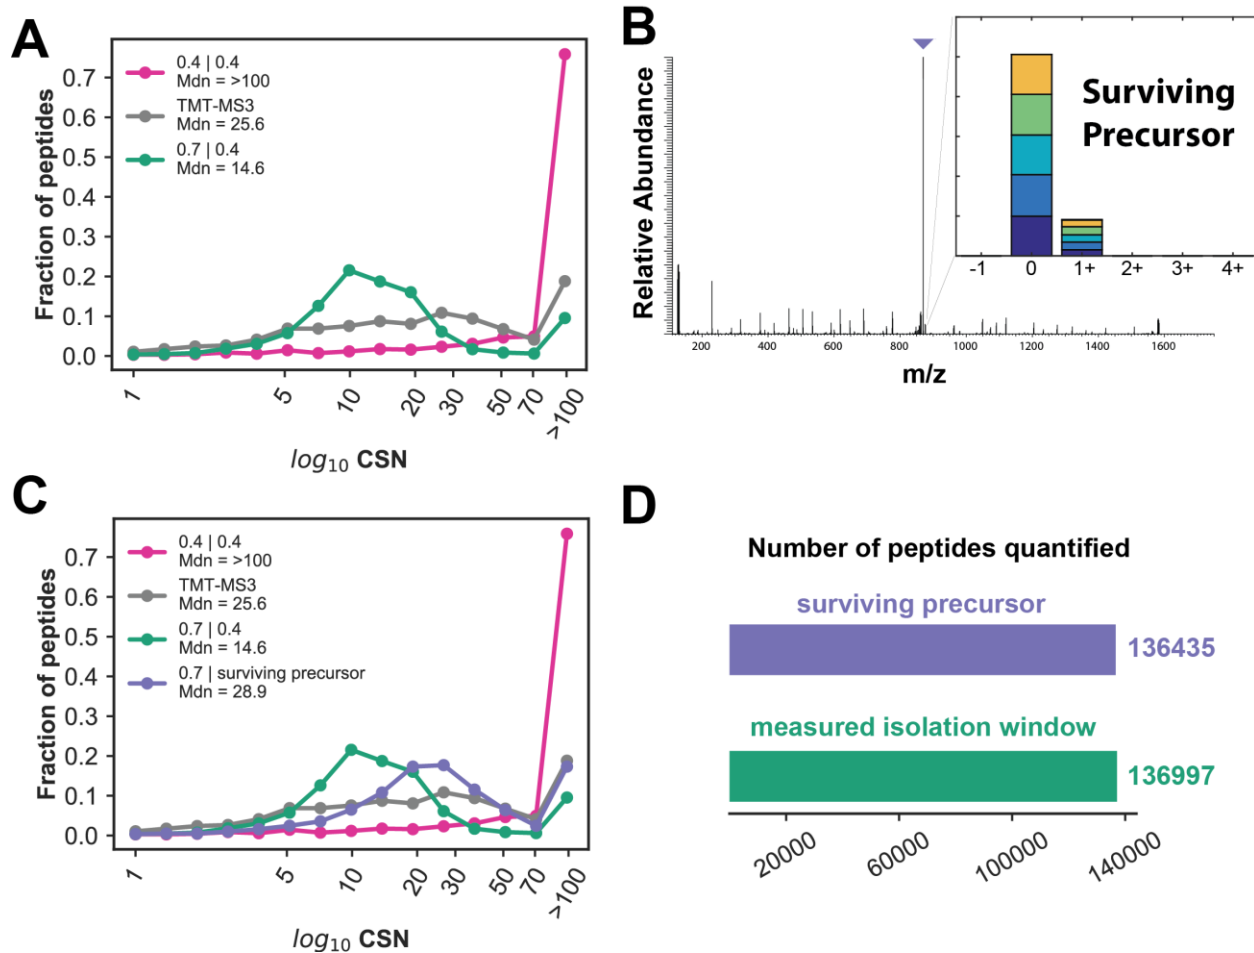 A
Fraction of peptides
0.7
0.6
0.5
0.4
0.3
0.2
0.1
0.0
0.4 | 0.4
Mdn = >100
TMT-MS3
Mdn = 25.6
0.7 | 0.4
Mdn = 14.6
1
5
10
20
30
50
70
>100
log10 CSN
B
Relative Abundance
Surviving
Precursor
-1
0
1+
2+
3+
4+
200
400
600
800
1000
1200
1400
1600
m/z
C
Fraction of peptides
0.7
0.6
0.5
0.4
0.3
0.2
0.1
0.0
0.4 | 0.4
Mdn = >100
TMT-MS3
Mdn = 25.6
0.7 | 0.4
Mdn = 14.6
0.7 | surviving precursor
Mdn = 28.9
1
5
10
20
30
50
70
>100
log10 CSN
D
Number of peptides quantified
surviving precursor
136435
measured isolation window
136997
20000
60000
100000
140000